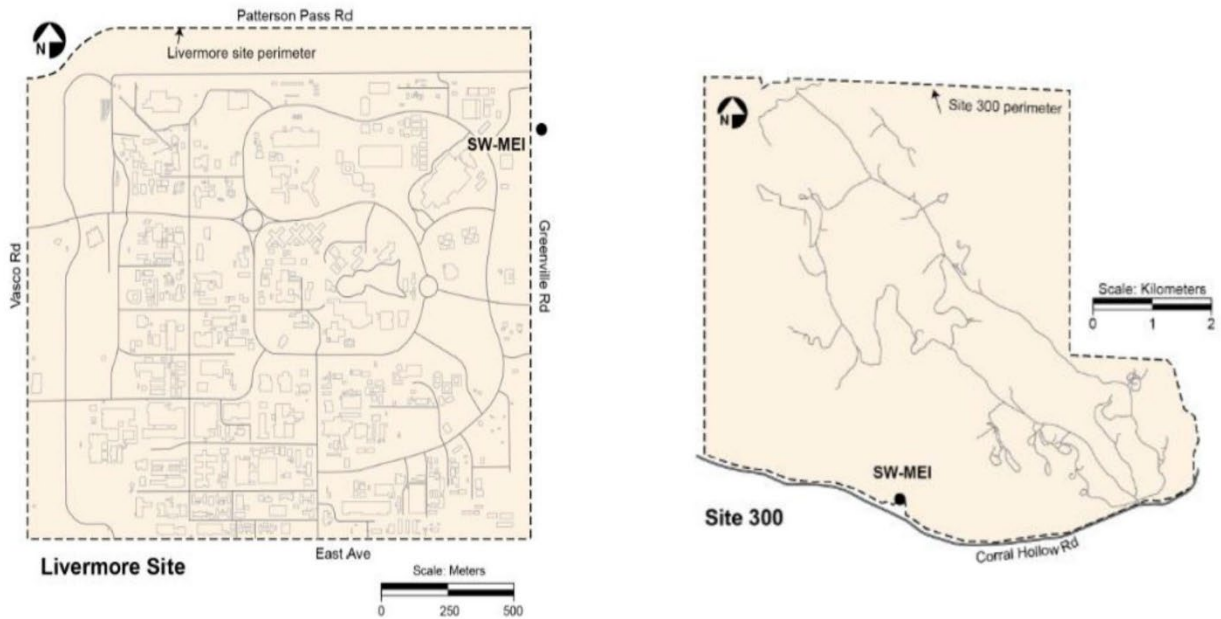 Patterson Pass Rd
N
Livermore site perimeter
SW-MEI
Vasco Rd
Greenville Rd
East Ave
Livermore Site
Scale: Meters
0 250 500
N
Site 300 perimeter
Scale: Kilometers
0 1 2
SW-MEI
Site 300
Corral Hollow Rd